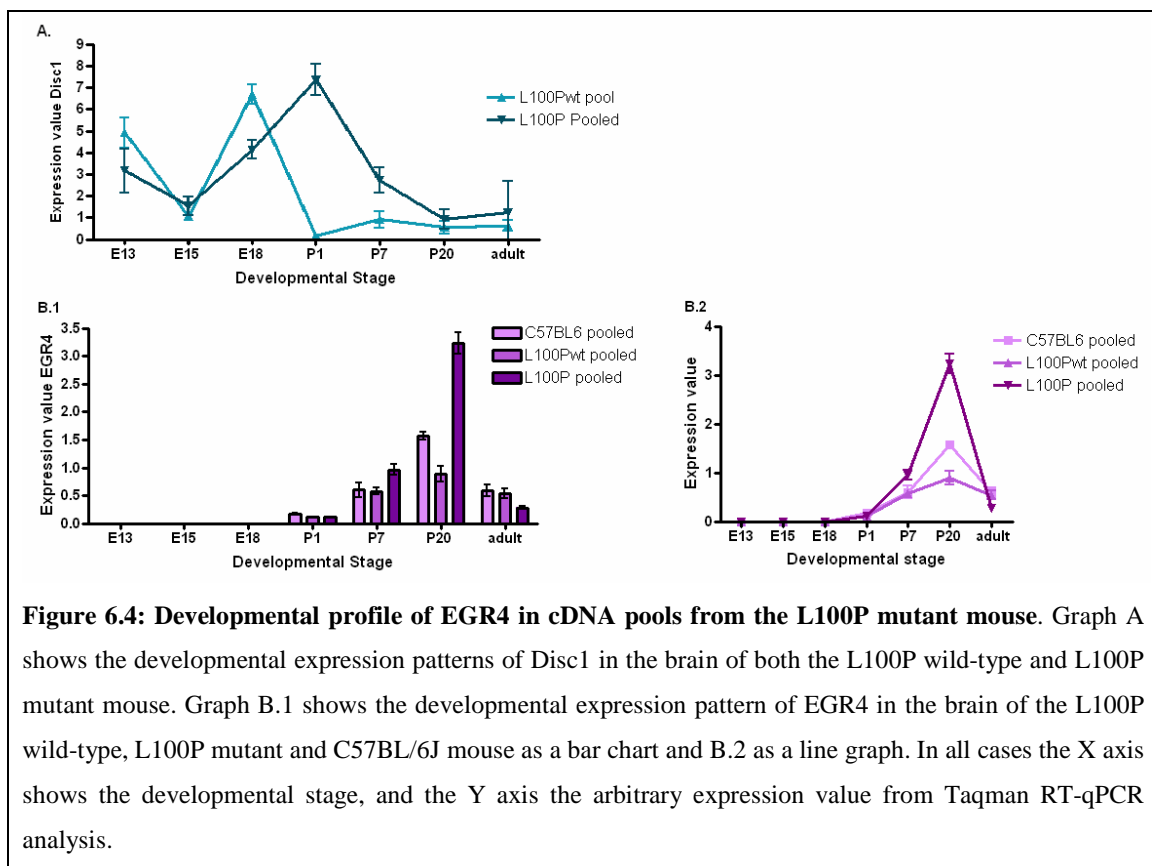 A.
Expression value Disc1
9
8
7
6
5
4
3
2
1
0
E13 E15 E18 P1 P7 P20 adult
Developmental Stage
L100Pwt pool
L100P Pooled
B.1
Expression value EGR4
3.5
3.0
2.5
2.0
1.5
1.0
0.5
0.0
E13 E15 E18 P1 P7 P20 adult
Developmental Stage
C57BL6 pooled
L100Pwt pooled
L100P pooled
B.2
Expression value
4
3
2
1
0
E13 E15 E18 P1 P7 P20 adult
Developmental stage
C57BL6 pooled
L100Pwt pooled
L100P pooled
Figure 6.4: Developmental profile of EGR4 in cDNA pools from the L100P mutant mouse. Graph A
shows the developmental expression patterns of Disc1 in the brain of both the L100P wild-type and L100P
mutant mouse. Graph B.1 shows the developmental expression pattern of EGR4 in the brain of the L100P
wild-type, L100P mutant and C57BL/6J mouse as a bar chart and B.2 as a line graph. In all cases the X axis
shows the developmental stage, and the Y axis the arbitrary expression value from Taqman RT-qPCR
analysis.